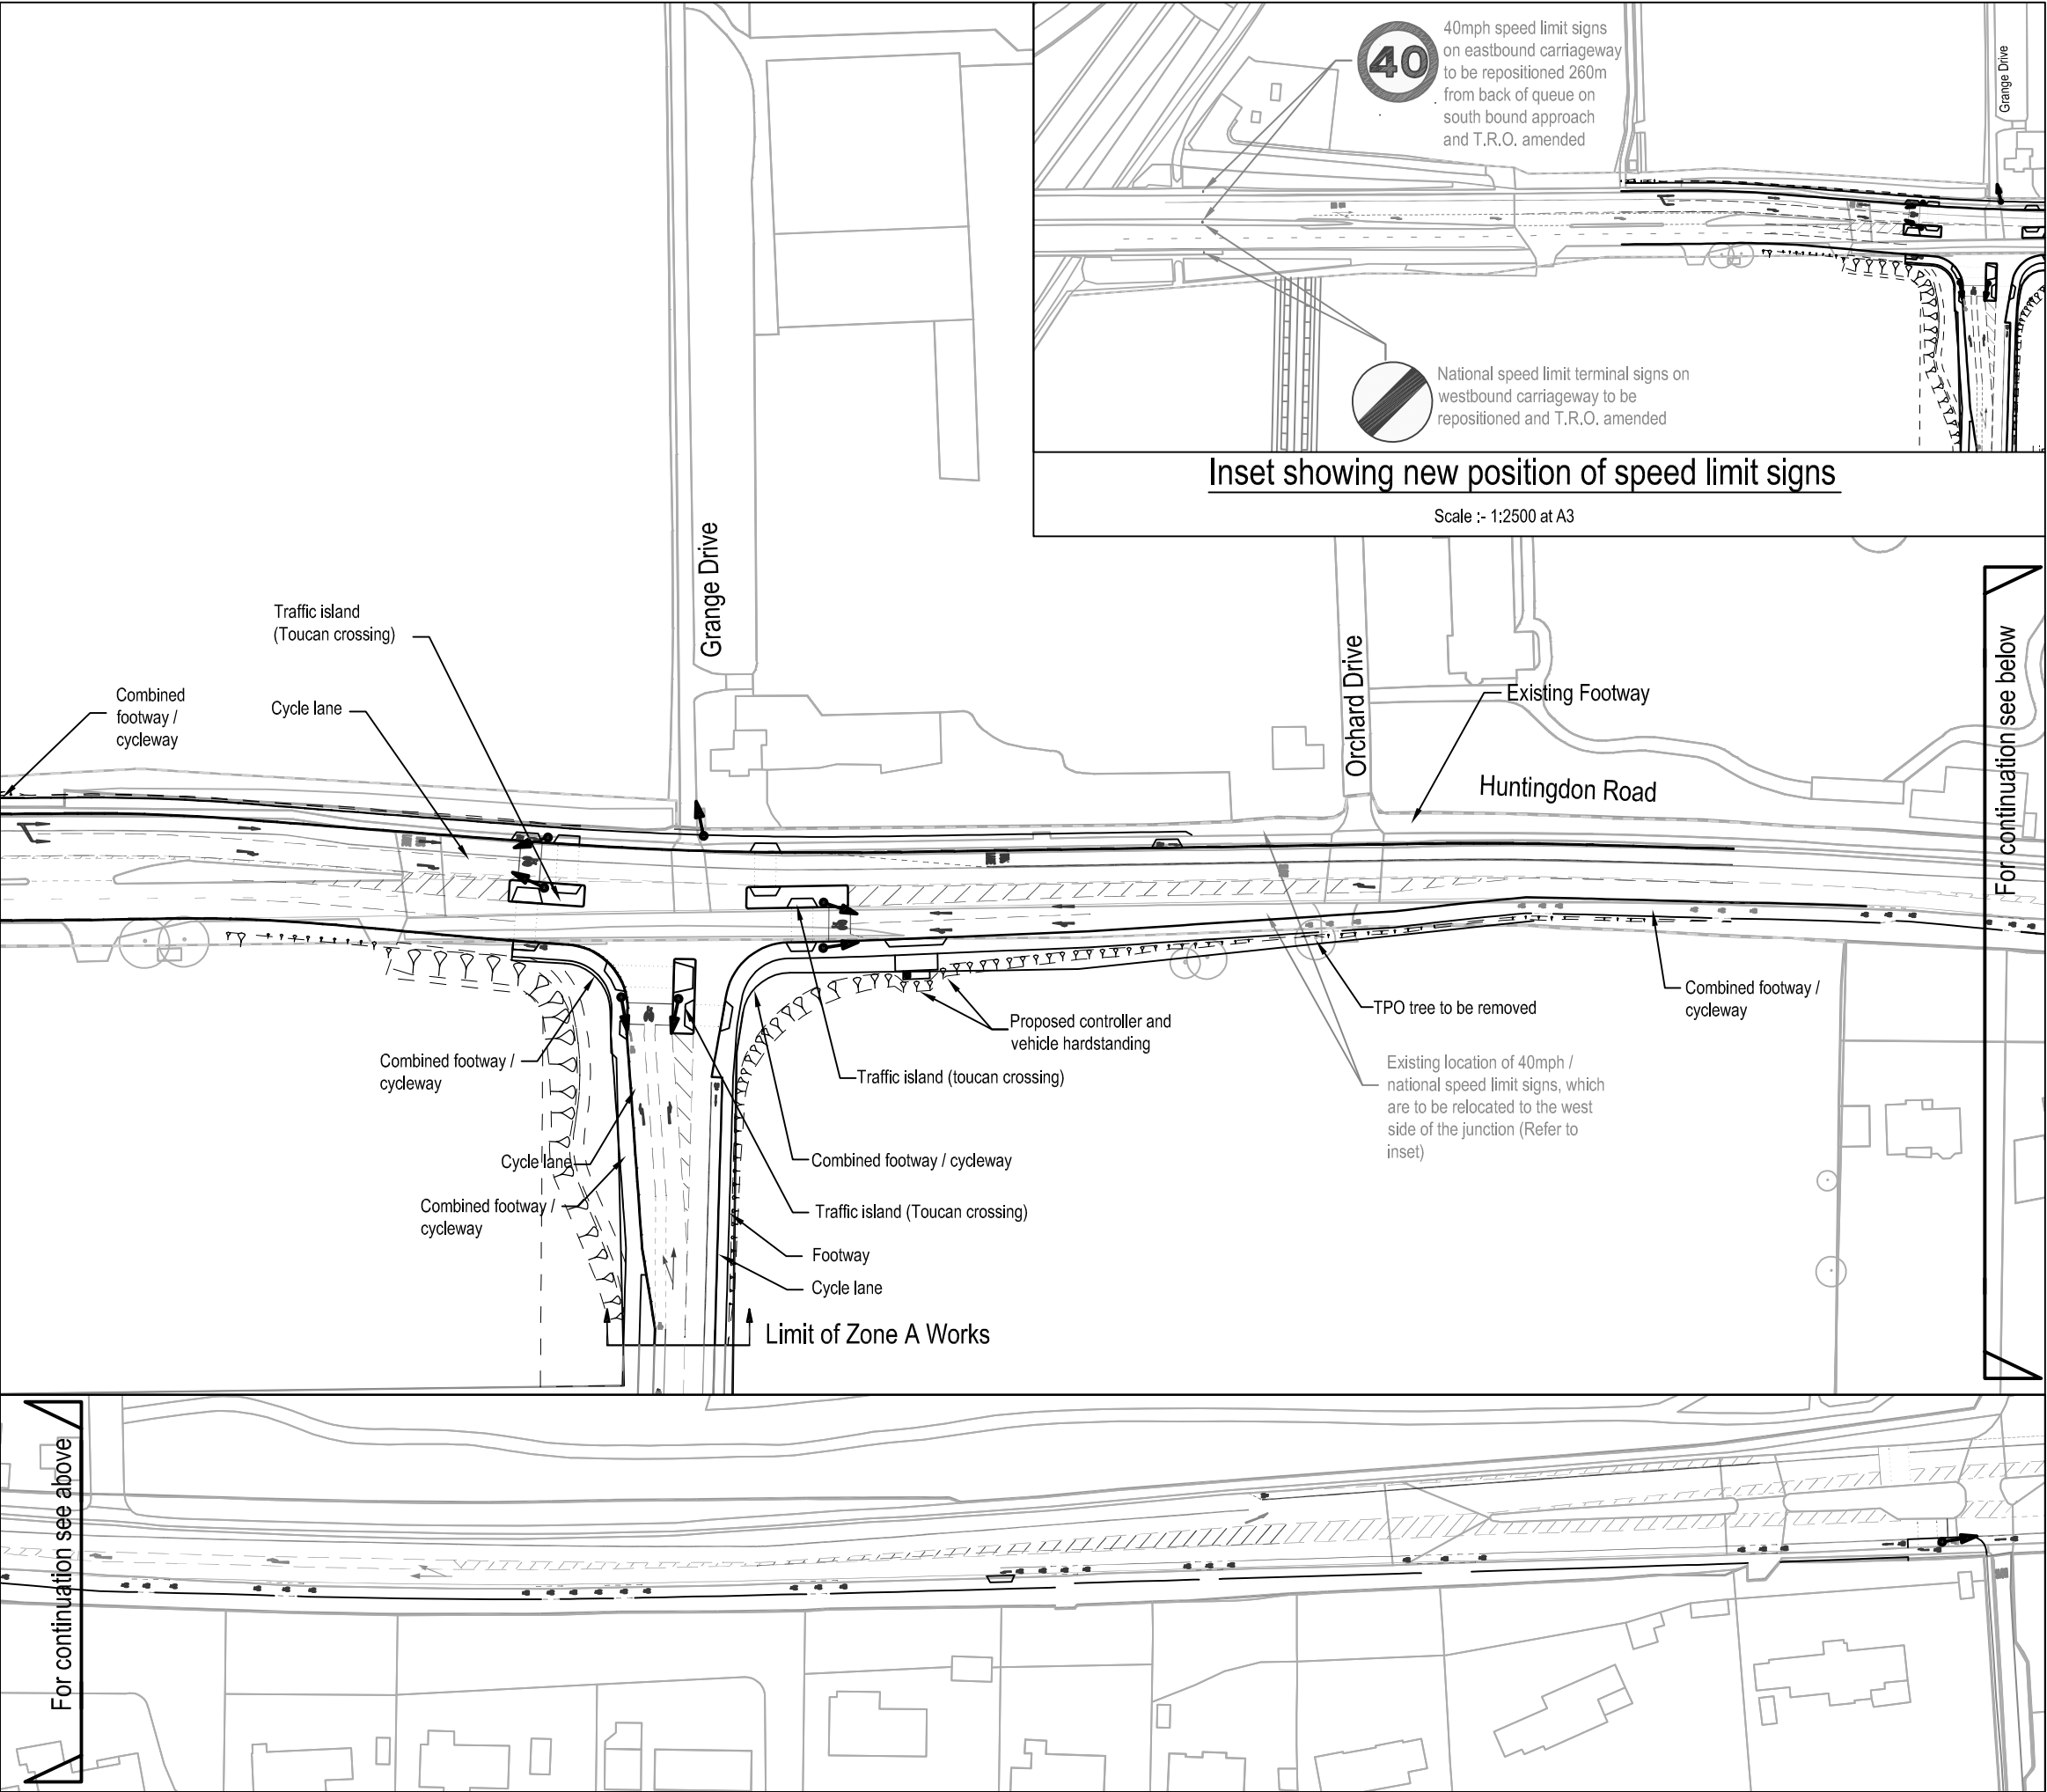 40
40mph speed limit signs
on eastbound carriageway
to be repositioned 260m
from back of queue on
south bound approach
and T.R.O. amended
Grange Drive
National speed limit terminal signs on
westbound carriageway to be
repositioned and T.R.O. amended
Inset showing new position of speed limit signs
Scale :- 1:2500 at A3
Grange Drive
Traffic island
(Toucan crossing)
Combined
footway /
cycleway
Cycle lane
Orchard Drive
Existing Footway
Huntingdon Road
For continuation see below
Combined footway /
cycleway
TPO tree to be removed
Proposed controller and
vehicle hardstanding
Combined footway /
cycleway
Traffic island (toucan crossing)
Existing location of 40mph /
national speed limit signs, which
are to be relocated to the west
side of the junction (Refer to
inset)
Cycle lane
Combined footway / cycleway
Combined footway /
cycleway
Traffic island (Toucan crossing)
Footway
Cycle lane
Limit of Zone A Works
For continuation see above